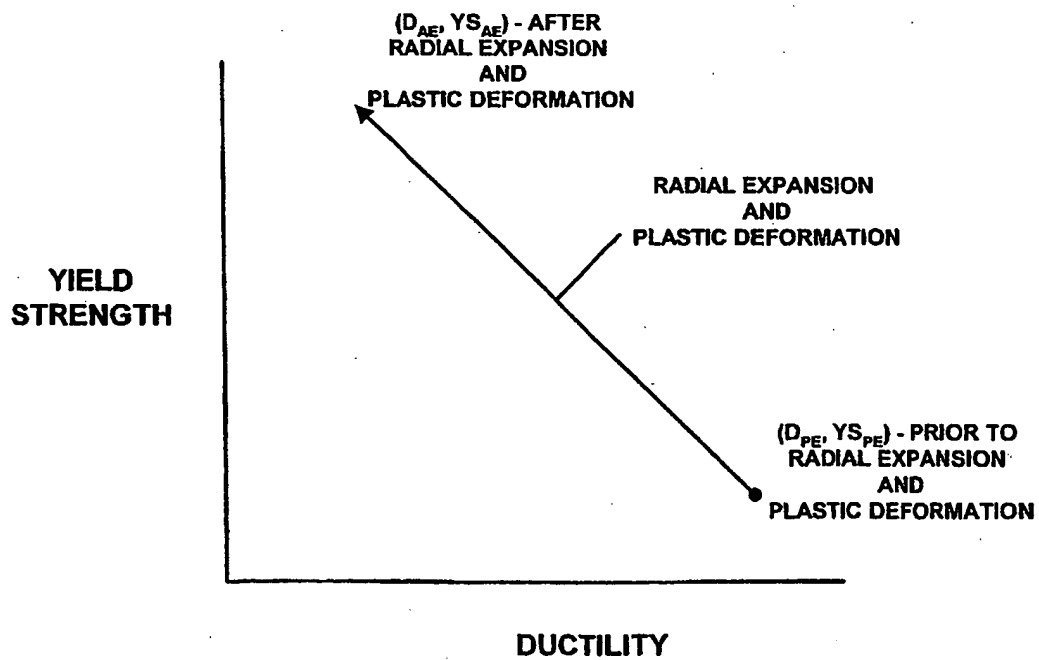 (D_AE, YS_AE) - AFTER
RADIAL EXPANSION
AND
PLASTIC DEFORMATION
RADIAL EXPANSION
AND
PLASTIC DEFORMATION
YIELD
STRENGTH
(D_PE, YS_PE) - PRIOR TO
RADIAL EXPANSION
AND
PLASTIC DEFORMATION
DUCTILITY